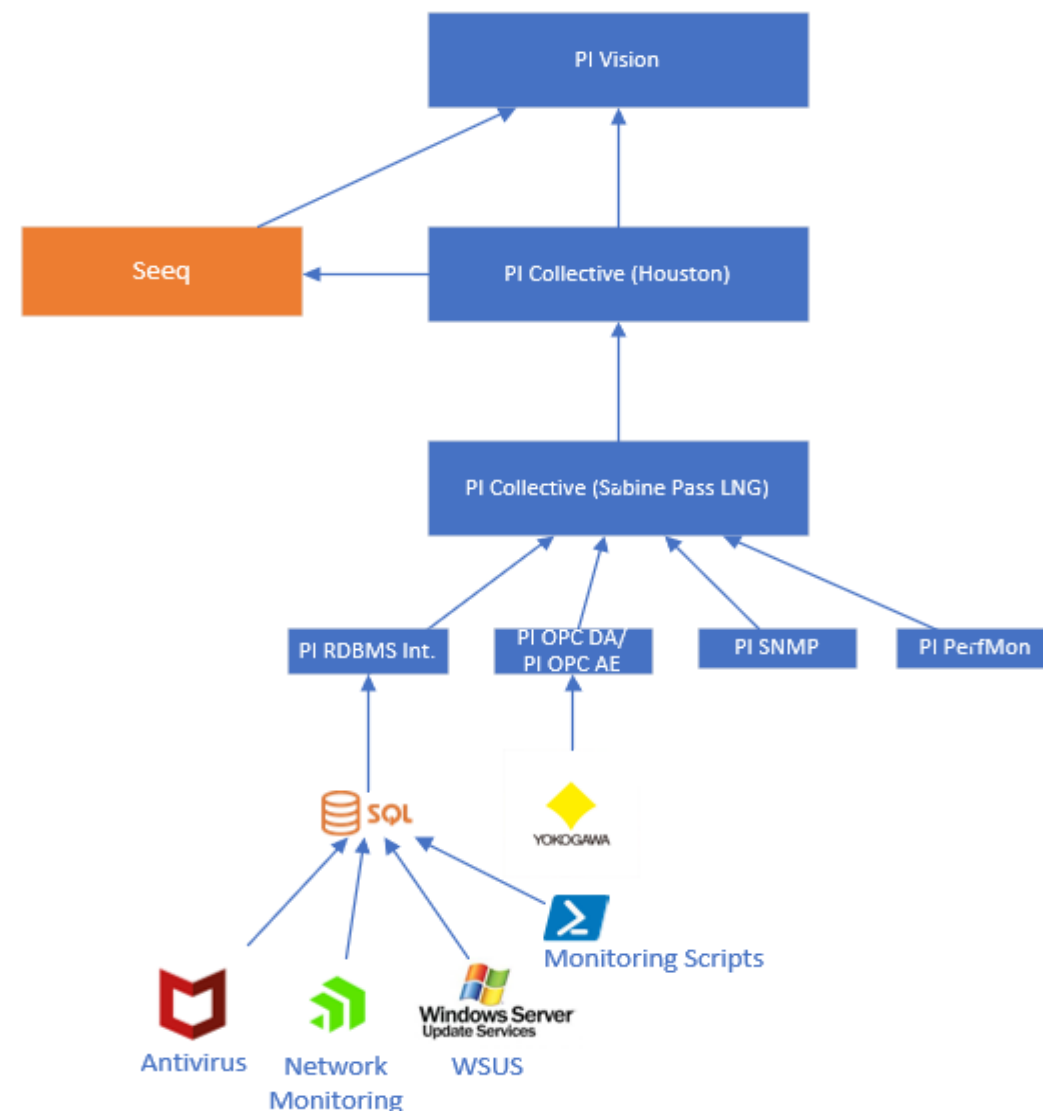 PI Vision
Seeq
PI Collective (Houston)
PI Collective (Sabine Pass LNG)
PI RDBMS Int.
PI OPC DA/
PI OPC AE
PI SNMP
PI PerfMon
SQL
YOKOGAWA
Monitoring Scripts
Windows Server
Update Services
Antivirus
Network
Monitoring
WSUS